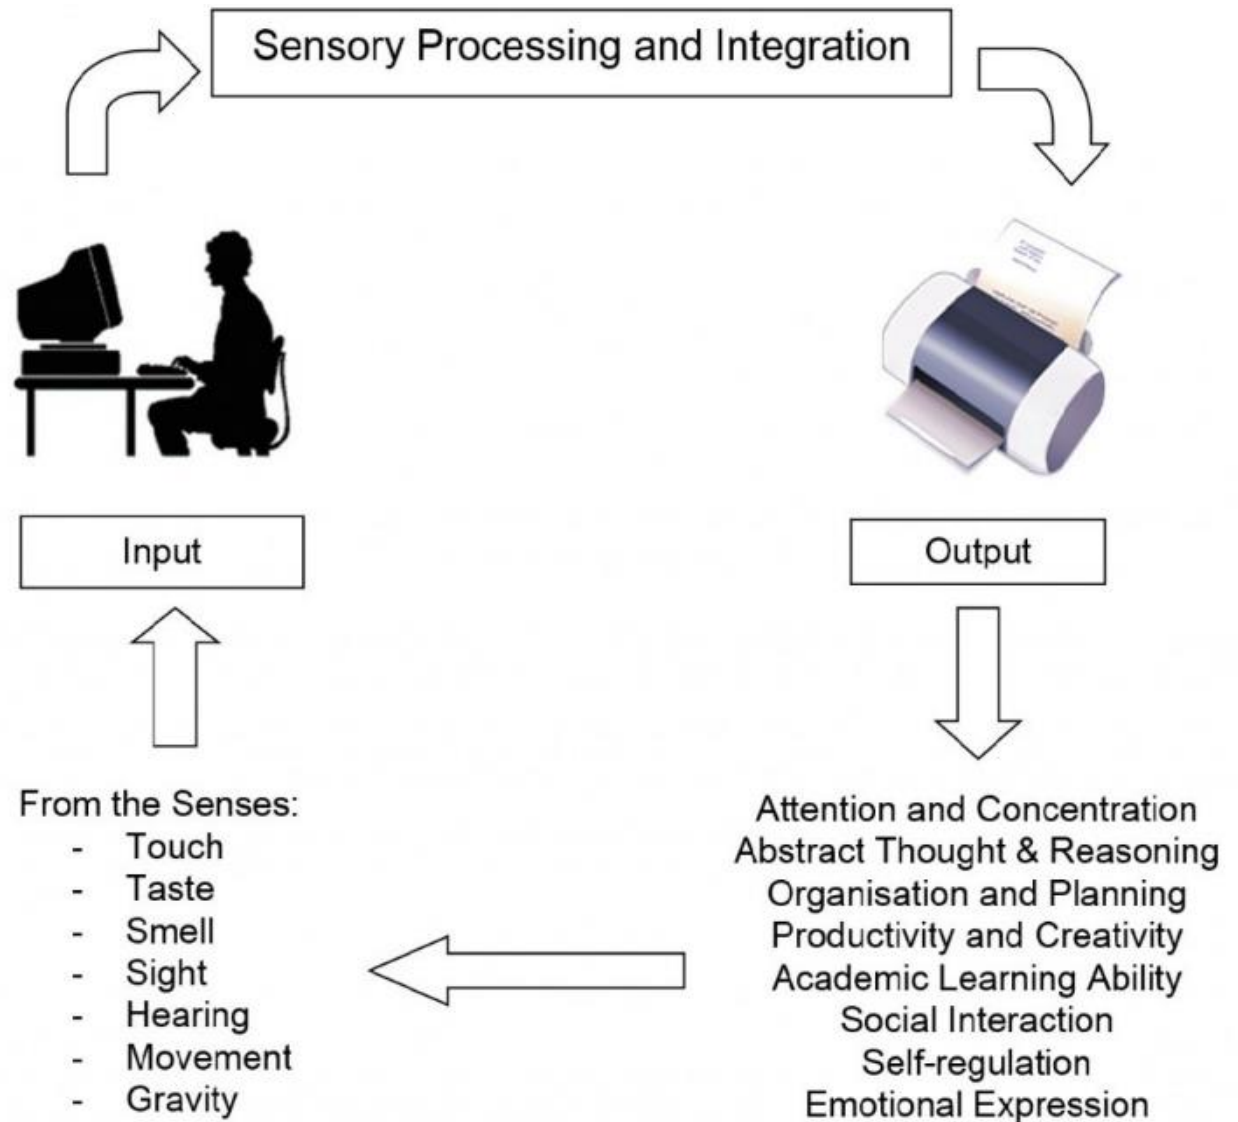 Sensory Processing and Integration
Input
Output
From the Senses:
- Touch
- Taste
- Smell
- Sight
- Hearing
- Movement
- Gravity
Attention and Concentration
Abstract Thought & Reasoning
Organisation and Planning
Productivity and Creativity
Academic Learning Ability
Social Interaction
Self-regulation
Emotional Expression